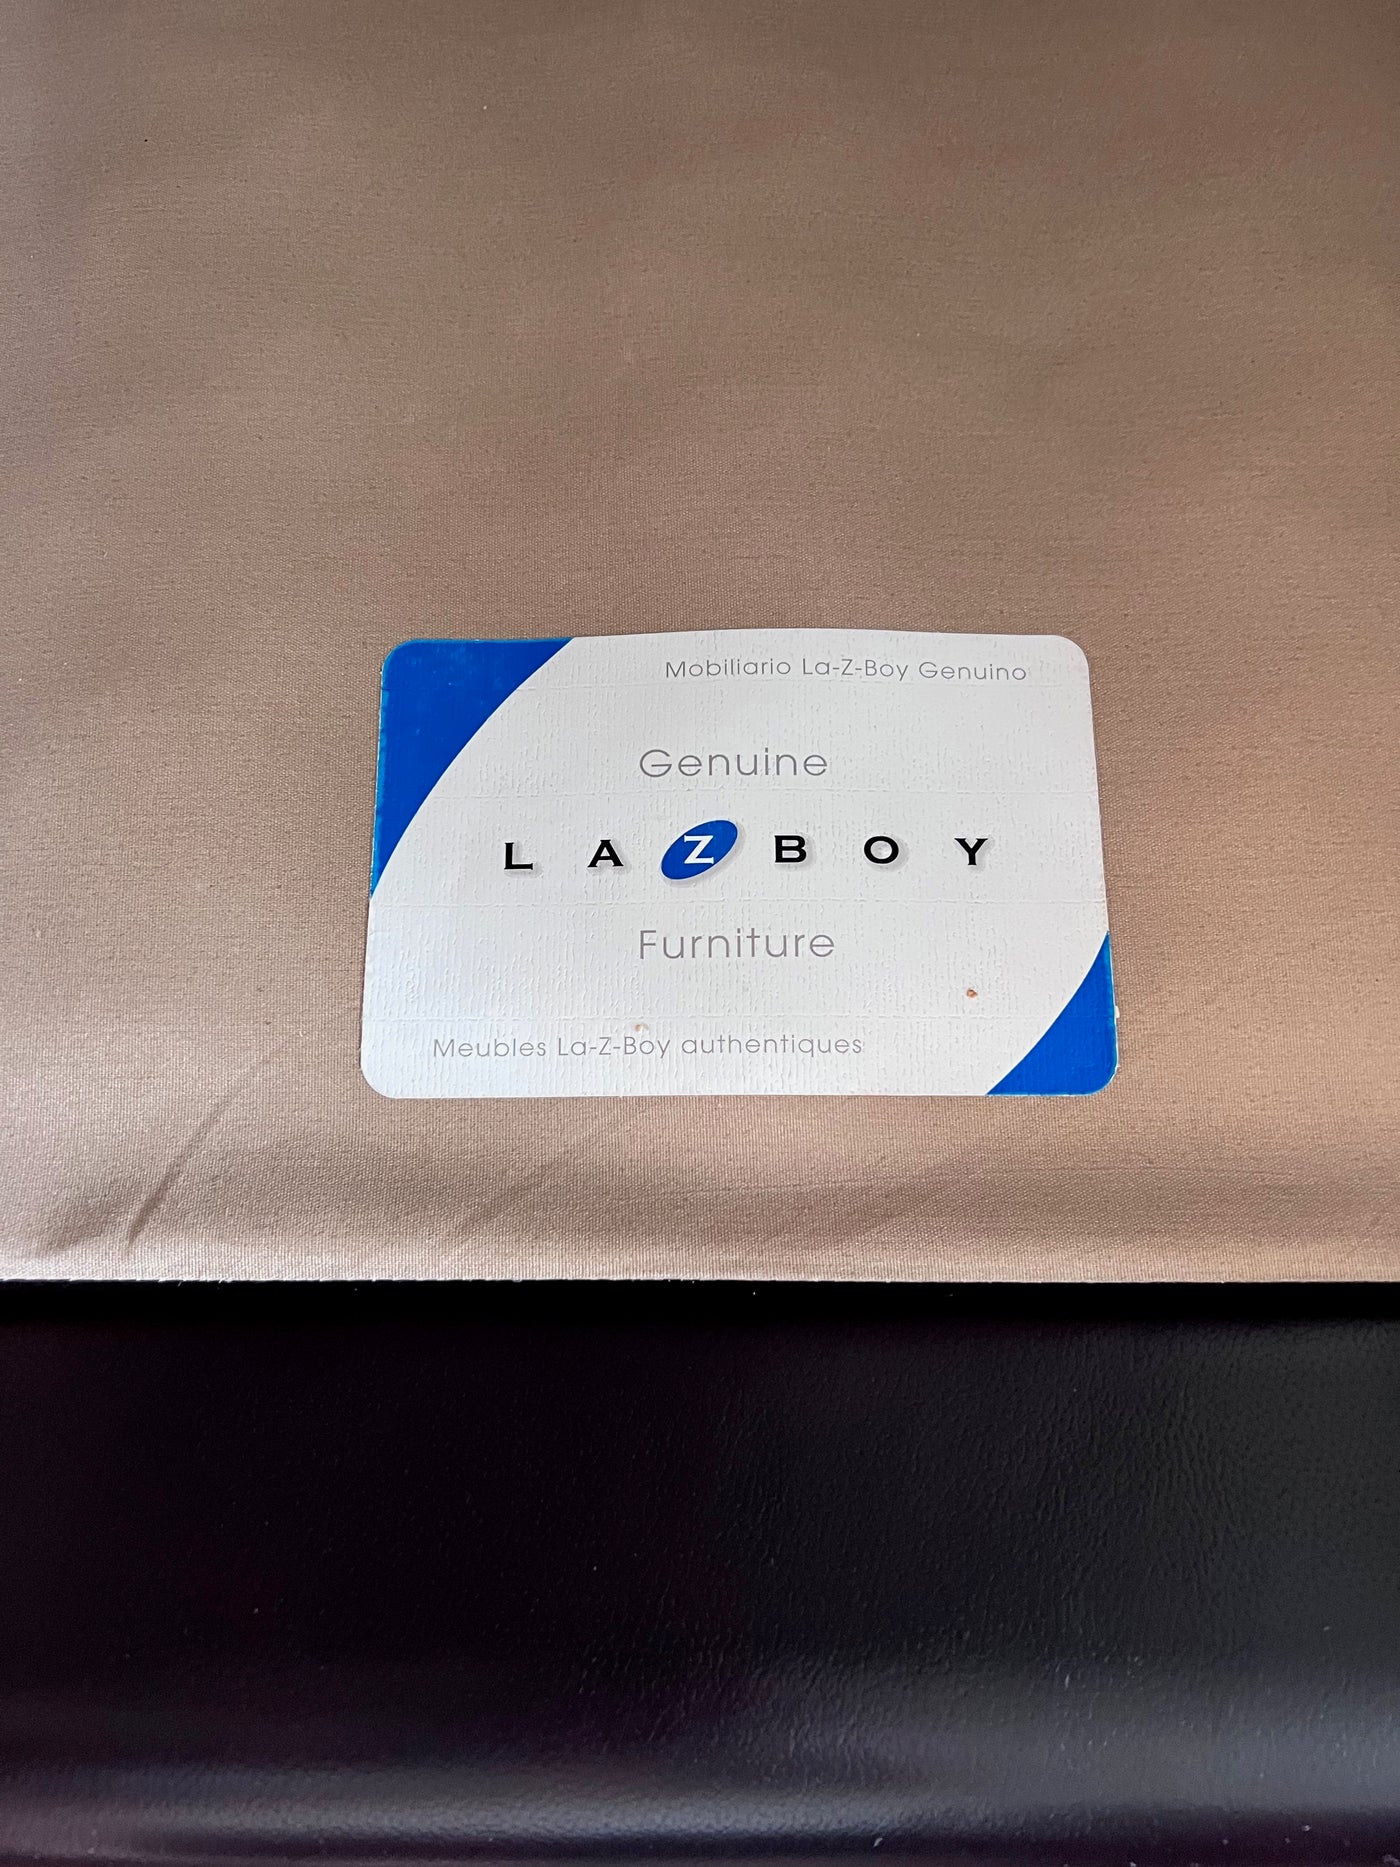 Mobiliario La-Z-Boy Genuino
Genuine
LAZBOY
Furniture
Meubles La-Z-Boy authentiques